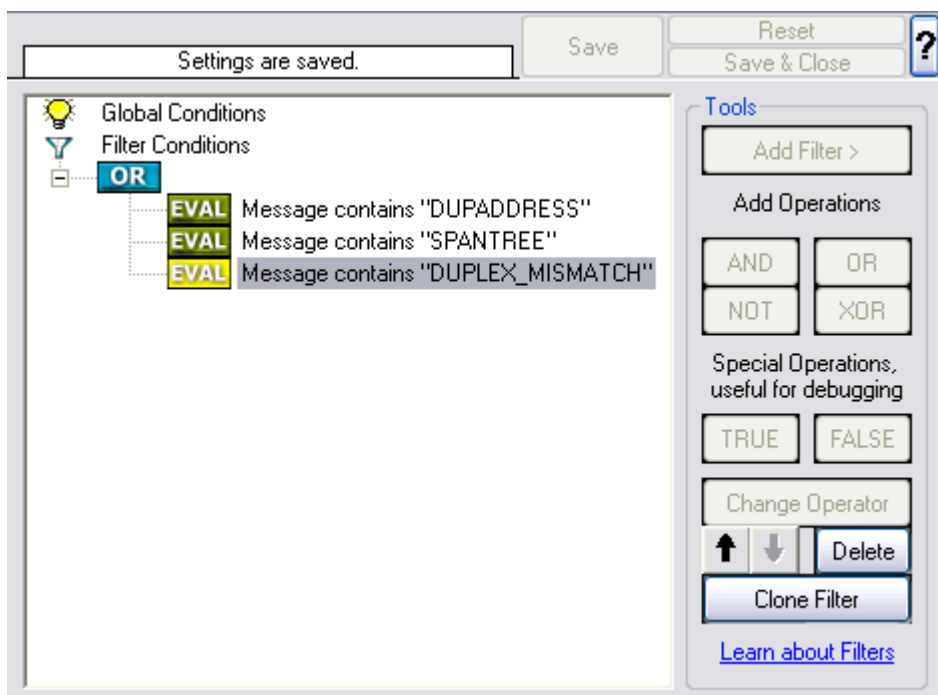 Settings are saved.
Save
Reset
Save & Close
?
Global Conditions
Filter Conditions
OR
EVAL Message contains "DUPADDRESS"
EVAL Message contains "SPANTREE"
EVAL Message contains "DUPLEX_MISMATCH"
Tools
Add Filter >
Add Operations
AND OR
NOT XOR
Special Operations,
useful for debugging
TRUE FALSE
Change Operator
Delete
Clone Filter
Learn about Filters